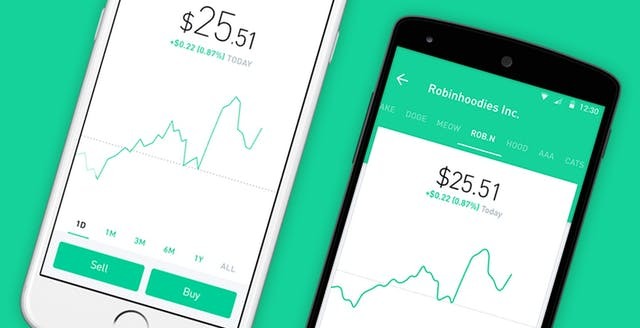 $25.51
+$0.22 (0.87%) TODAY
1D 1M 3M 6M 1Y ALL
Sell Buy
12:30
Robinhoodies Inc.
AKE DOGE MEOW ROB.N HOOD AAA CATS
$25.51
+$0.22 (0.87%) Today